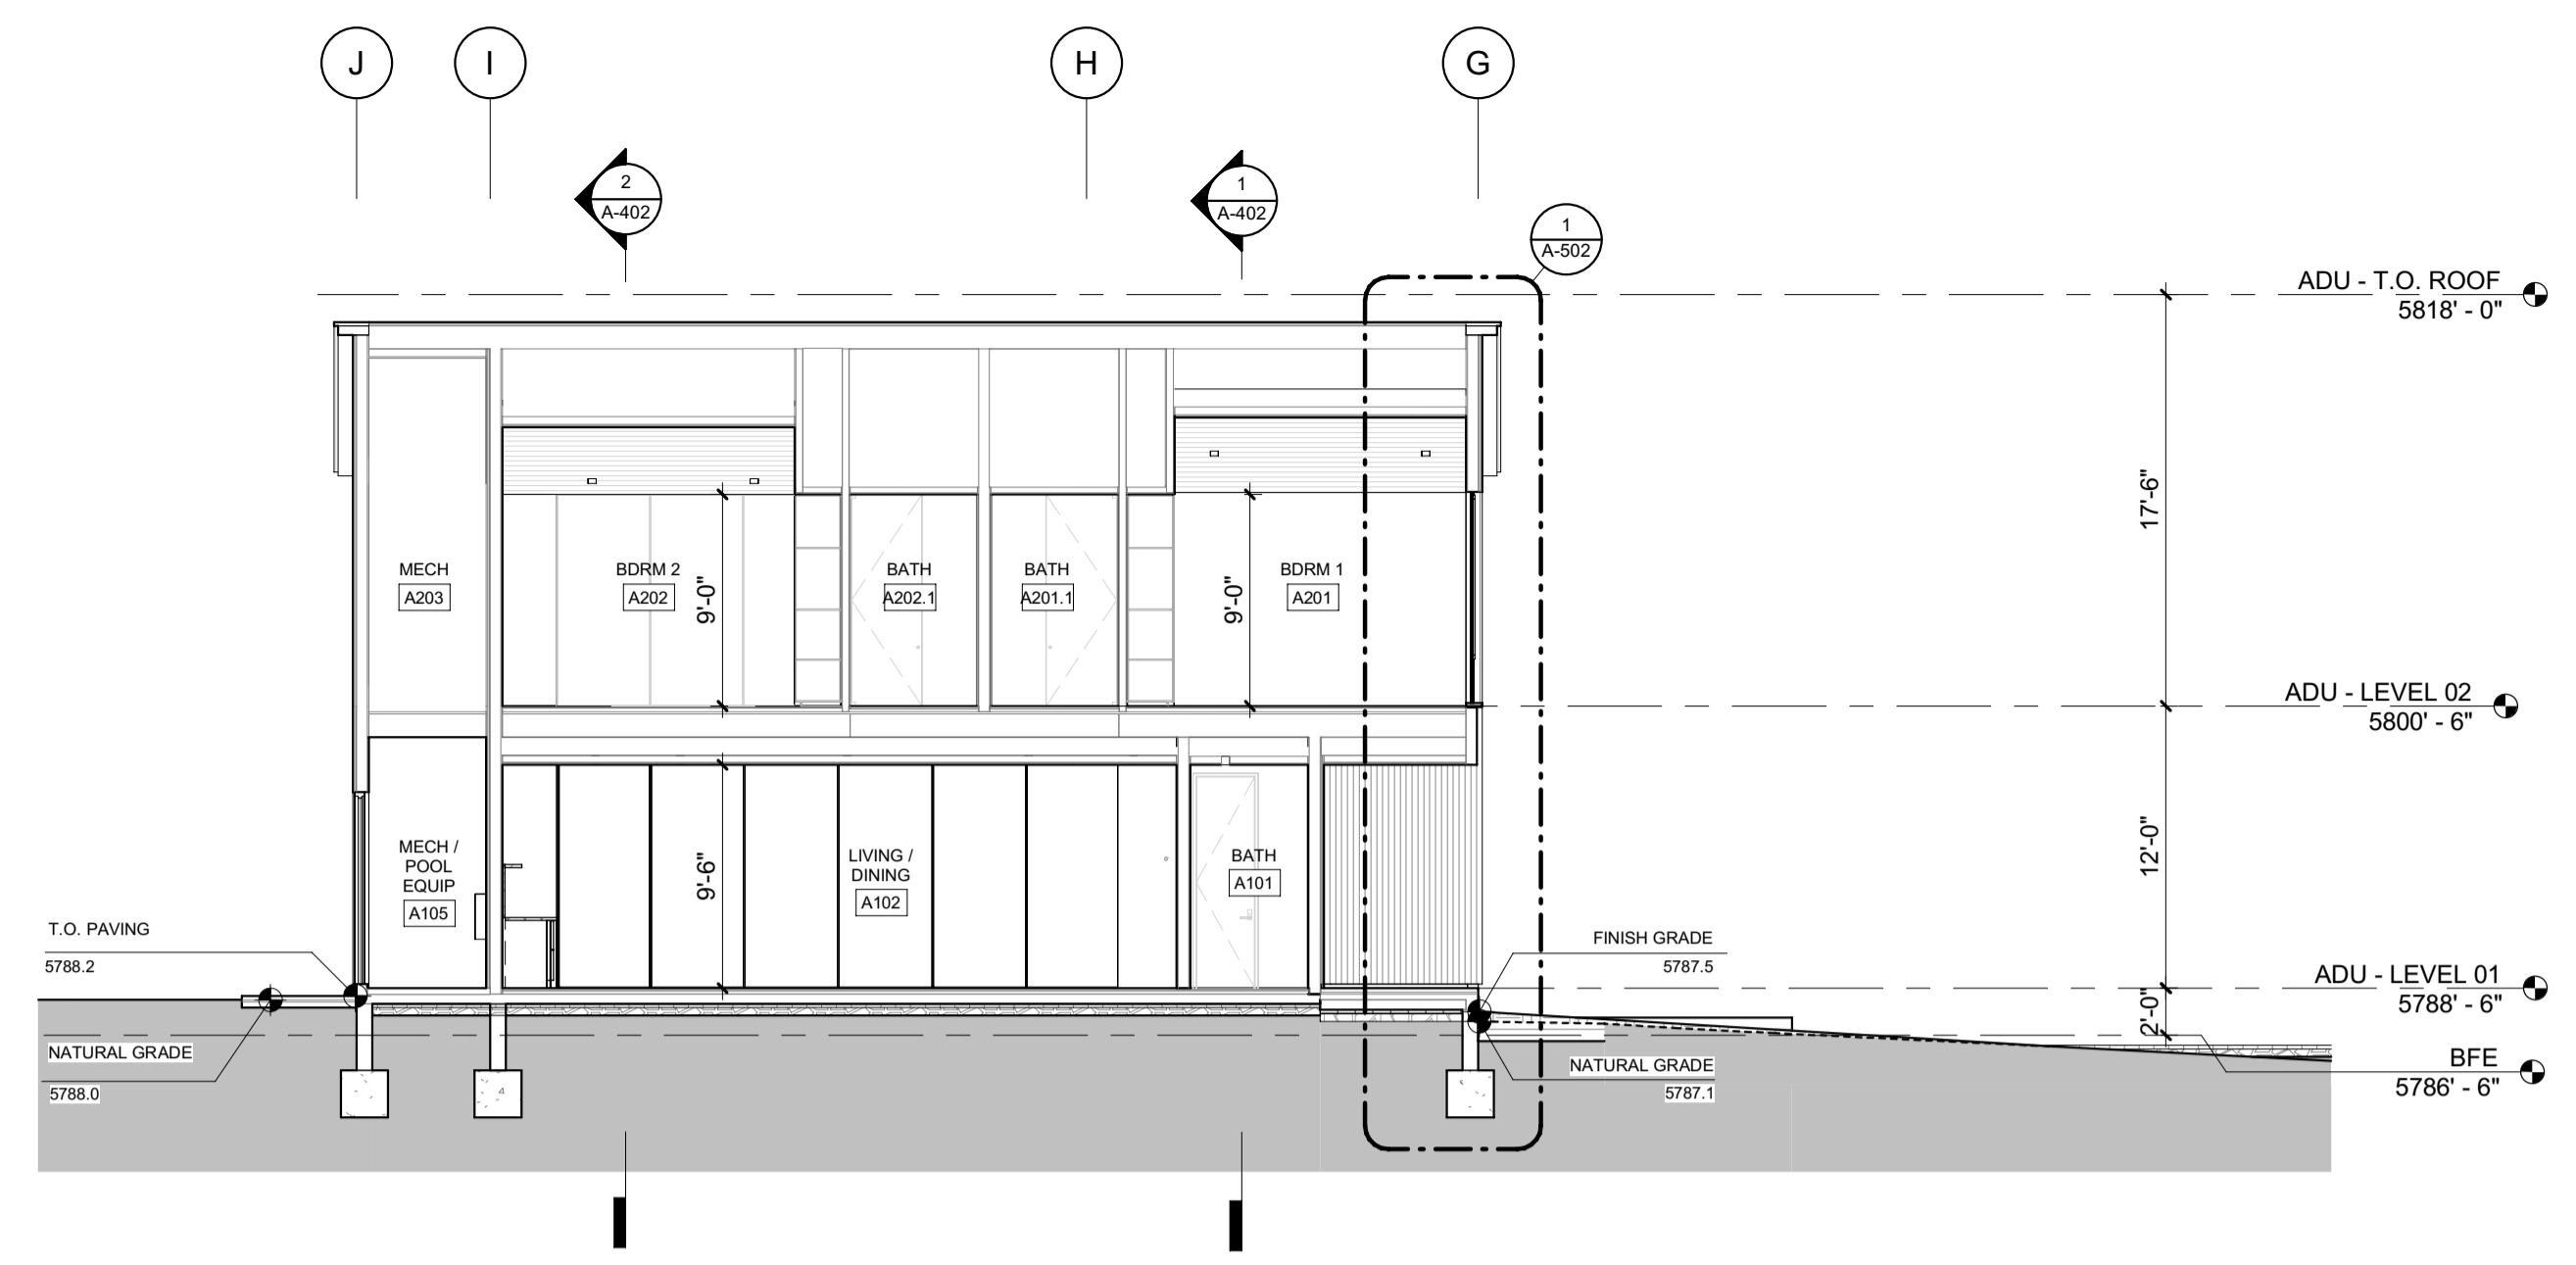 J
I
H
G
2
A-402
1
A-402
1
A-502
ADU - T.O. ROOF
5818' - 0"
17'-6"
MECH
A203
BDRM 2
A202
9'-0"
BATH
A202.1
BATH
A201.1
9'-0"
BDRM 1
A201
ADU - LEVEL 02
5800' - 6"
12'-0"
MECH /
POOL
EQUIP
A105
9'-6"
LIVING /
DINING
A102
BATH
A101
T.O. PAVING
5788.2
FINISH GRADE
5787.5
ADU - LEVEL 01
5788' - 6"
2'-0"
NATURAL GRADE
5788.0
NATURAL GRADE
5787.1
BFE
5786' - 6"